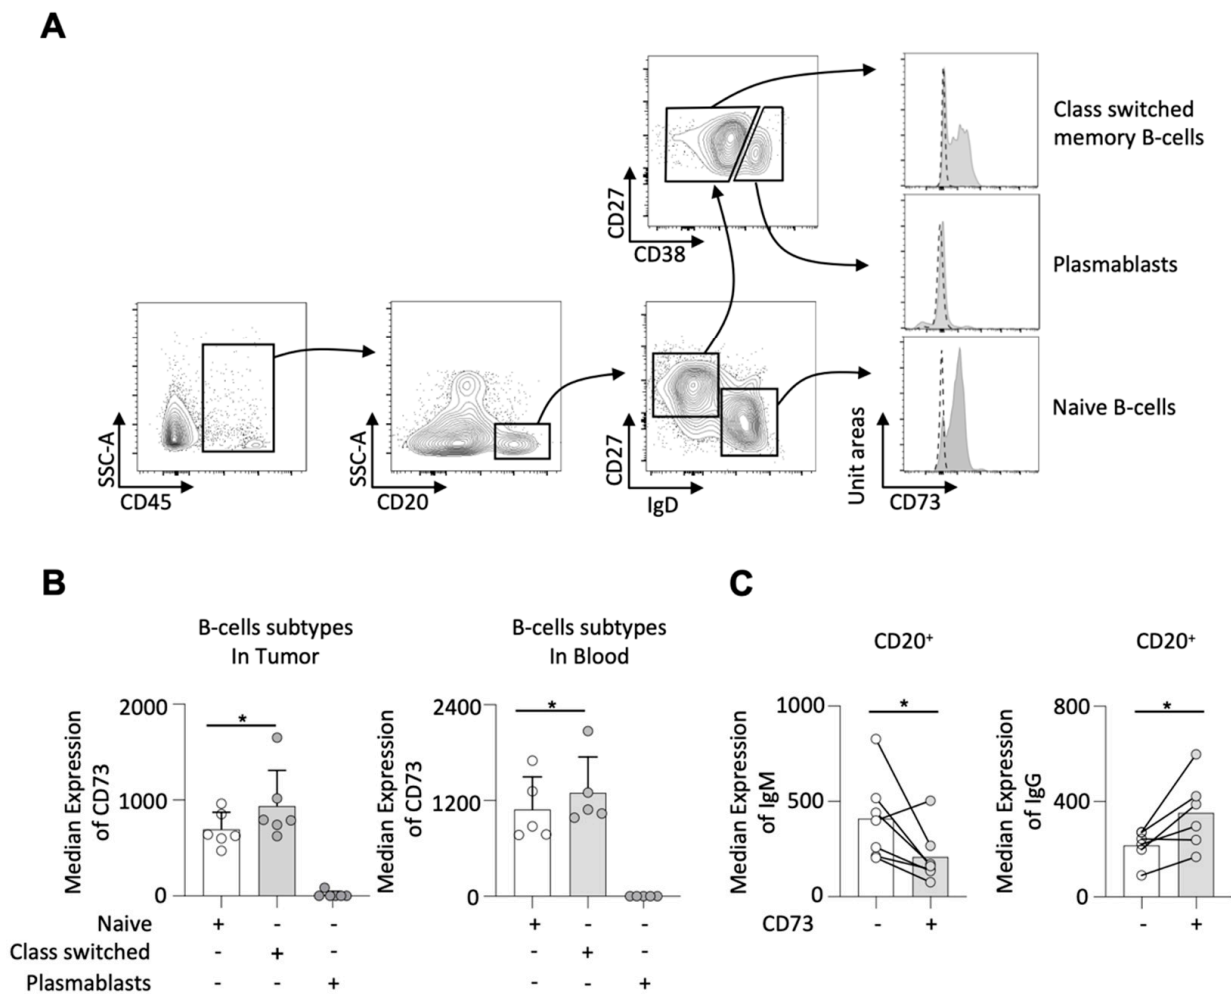 A
Class switched
memory B-cells
CD27
CD38
Plasmablasts
SSC-A
CD45
SSC-A
CD20
CD27
IgD
Unit areas
CD73
Naive B-cells
B
B-cells subtypes
In Tumor
2000
1000
0
Median Expression
of CD73
*
B-cells subtypes
In Blood
2400
1200
0
Median Expression
of CD73
*
Naive + - - + - -
Class switched - + - - + -
Plasmablasts - - + - - +
C
CD20+
1000
500
0
Median Expression
of IgM
*
CD20+
800
400
0
Median Expression
of IgG
*
CD73 - + - +